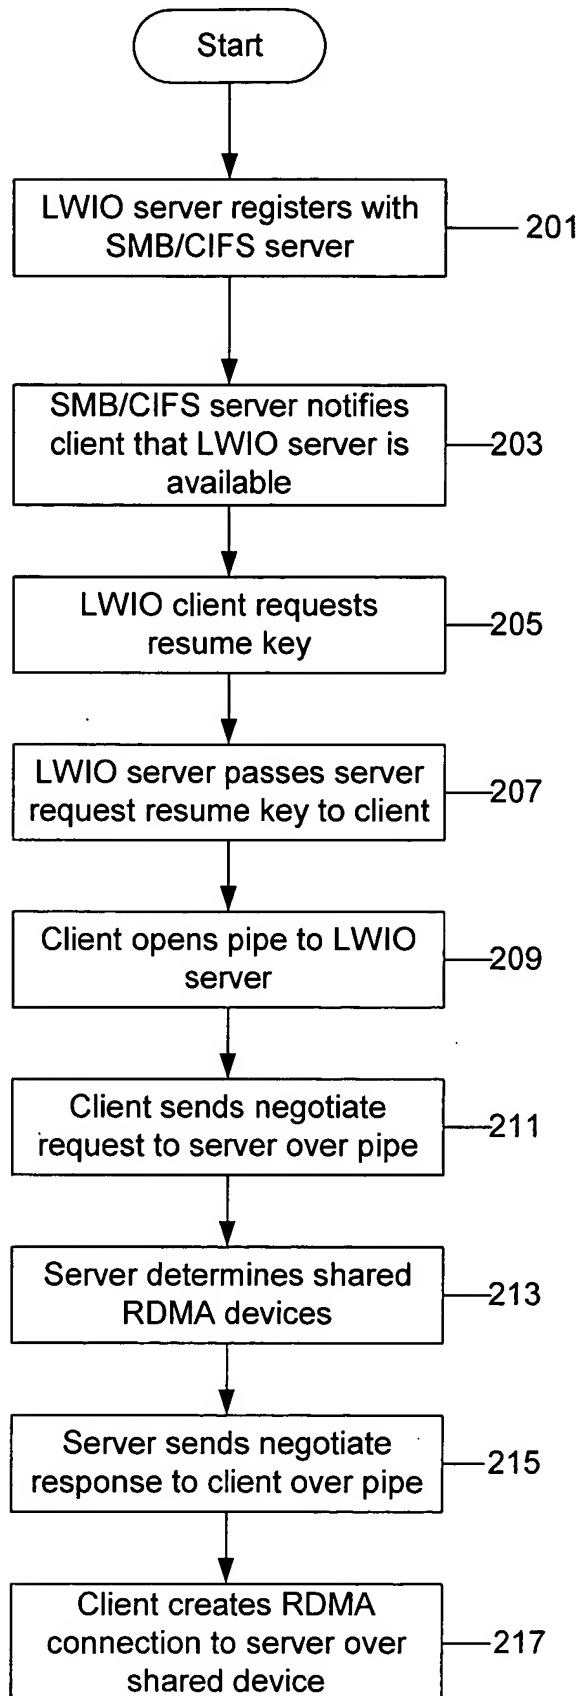 Start
LWIO server registers with
SMB/CIFS server
201
SMB/CIFS server notifies
client that LWIO server is
available
203
LWIO client requests
resume key
205
LWIO server passes server
request resume key to client
207
Client opens pipe to LWIO
server
209
Client sends negotiate
request to server over pipe
211
Server determines shared
RDMA devices
213
Server sends negotiate
response to client over pipe
215
Client creates RDMA
connection to server over
shared device
217